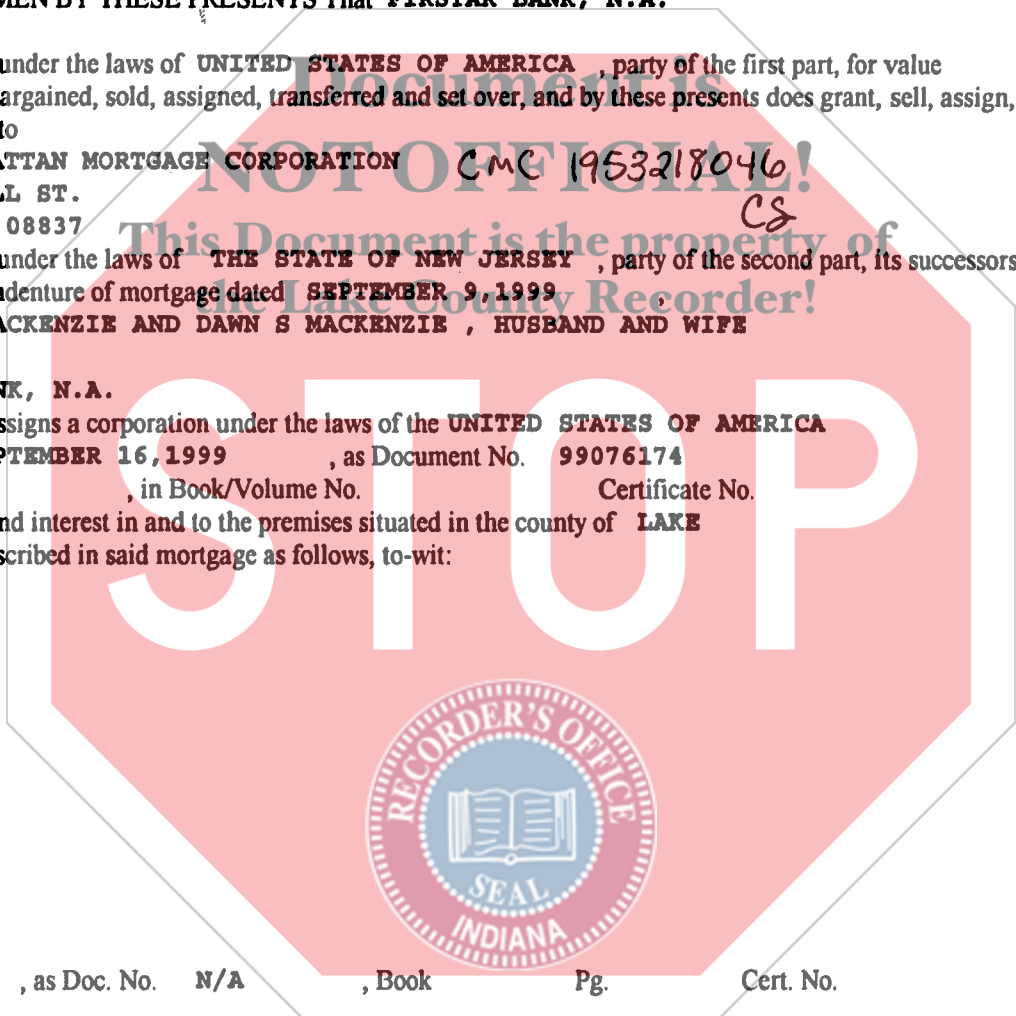 MEN BY THESE PRESENTS That FIRSTAR BANK, N.A.
under the laws of UNITED STATES OF AMERICA , party of the first part, for value
argained, sold, assigned, transferred and set over, and by these presents does grant, sell, assign,
to
ATTAN MORTGAGE CORPORATION CMC 1953218046
LL ST. CS
08837
under the laws of THE STATE OF NEW JERSEY , party of the second part, its successors
denture of mortgage dated SEPTEMBER 9,1999 ,
ACKENZIE AND DAWN S MACKENZIE , HUSBAND AND WIFE
NK, N.A.
ssigns a corporation under the laws of the UNITED STATES OF AMERICA
PTEMBER 16,1999 , as Document No. 99076174
, in Book/Volume No. Certificate No.
nd interest in and to the premises situated in the county of LAKE
scribed in said mortgage as follows, to-wit:
, as Doc. No. N/A , Book Pg. Cert. No.
Document is
NOT OFFICIAL!
This Document is the property of
the Lake County Recorder!
STOP
RECORDER'S OFFICE
SEAL
INDIANA